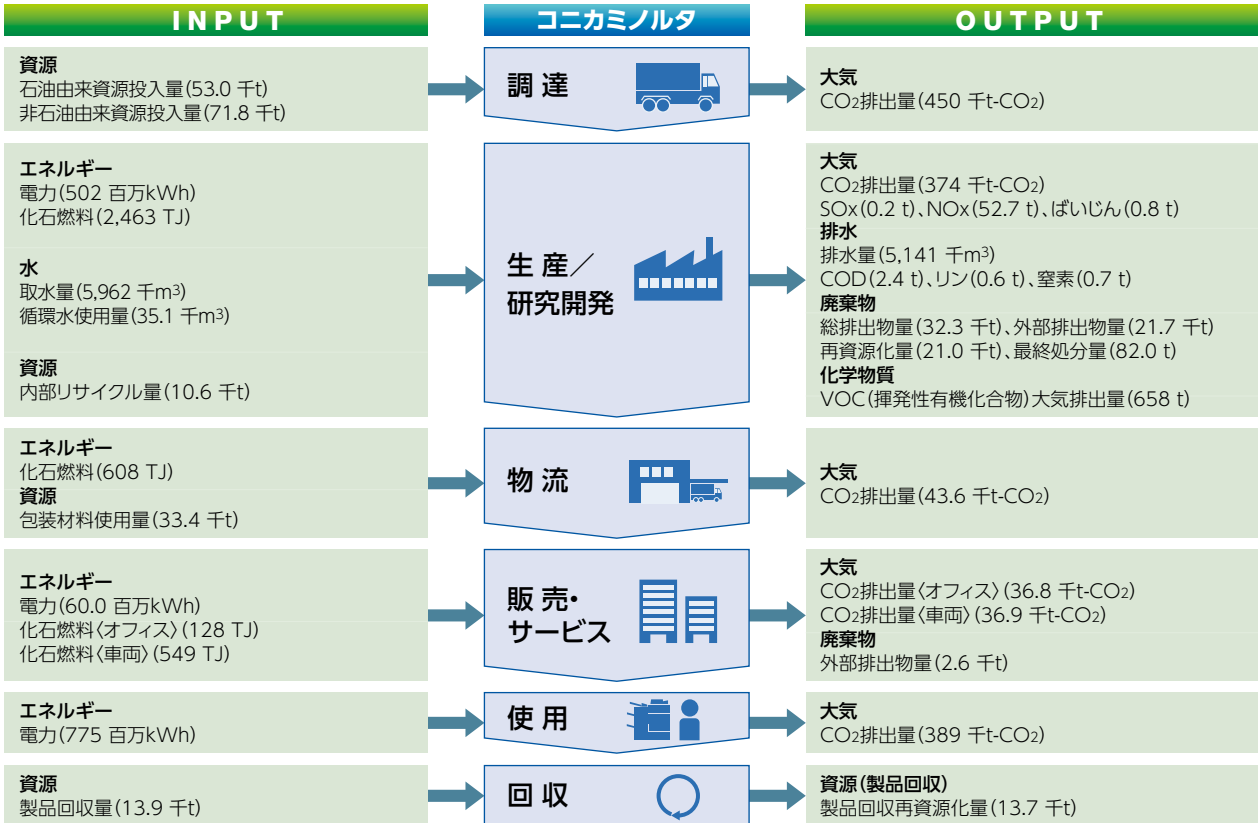 INPUT
コニカミノルタ
OUTPUT
資源
石油由来資源投入量(53.0 千t)
非石油由来資源投入量(71.8 千t)
調 達
大気
CO2排出量(450 千t-CO2)
エネルギー
電力(502 百万kWh)
化石燃料(2,463 TJ)
水
取水量(5,962 千m3)
循環水使用量(35.1 千m3)
資源
内部リサイクル量(10.6 千t)
生 産／
研究開発
大気
CO2排出量(374 千t-CO2)
SOx(0.2 t)、NOx(52.7 t)、ばいじん(0.8 t)
排水
排水量(5,141 千m3)
COD(2.4 t)、リン(0.6 t)、窒素(0.7 t)
廃棄物
総排出物量(32.3 千t)、外部排出物量(21.7 千t)
再資源化量(21.0 千t)、最終処分量(82.0 t)
化学物質
VOC(揮発性有機化合物)大気排出量(658 t)
エネルギー
化石燃料(608 TJ)
資源
包装材料使用量(33.4 千t)
物 流
大気
CO2排出量(43.6 千t-CO2)
エネルギー
電力(60.0 百万kWh)
化石燃料〈オフィス〉(128 TJ)
化石燃料〈車両〉(549 TJ)
販 売・
サービス
大気
CO2排出量〈オフィス〉(36.8 千t-CO2)
CO2排出量〈車両〉(36.9 千t-CO2)
廃棄物
外部排出物量(2.6 千t)
エネルギー
電力(775 百万kWh)
使 用
大気
CO2排出量(389 千t-CO2)
資源
製品回収量(13.9 千t)
回 収
資源(製品回収)
製品回収再資源化量(13.7 千t)